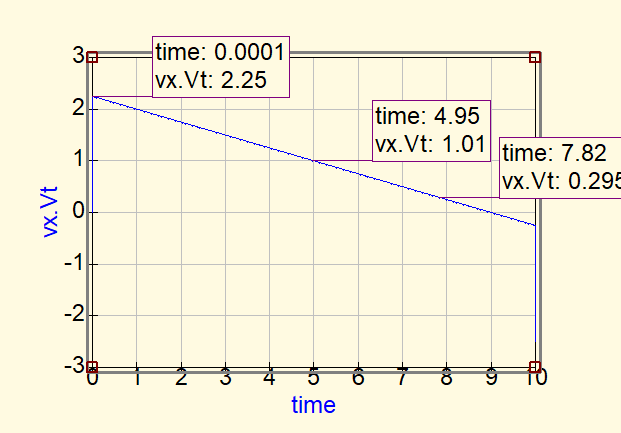 time: 0.0001
vx.Vt: 2.25
time: 4.95
vx.Vt: 1.01
time: 7.82
vx.Vt: 0.295
3
2
1
0
-1
-2
-3
vx.Vt
0 1 2 3 4 5 6 7 8 9 10
time